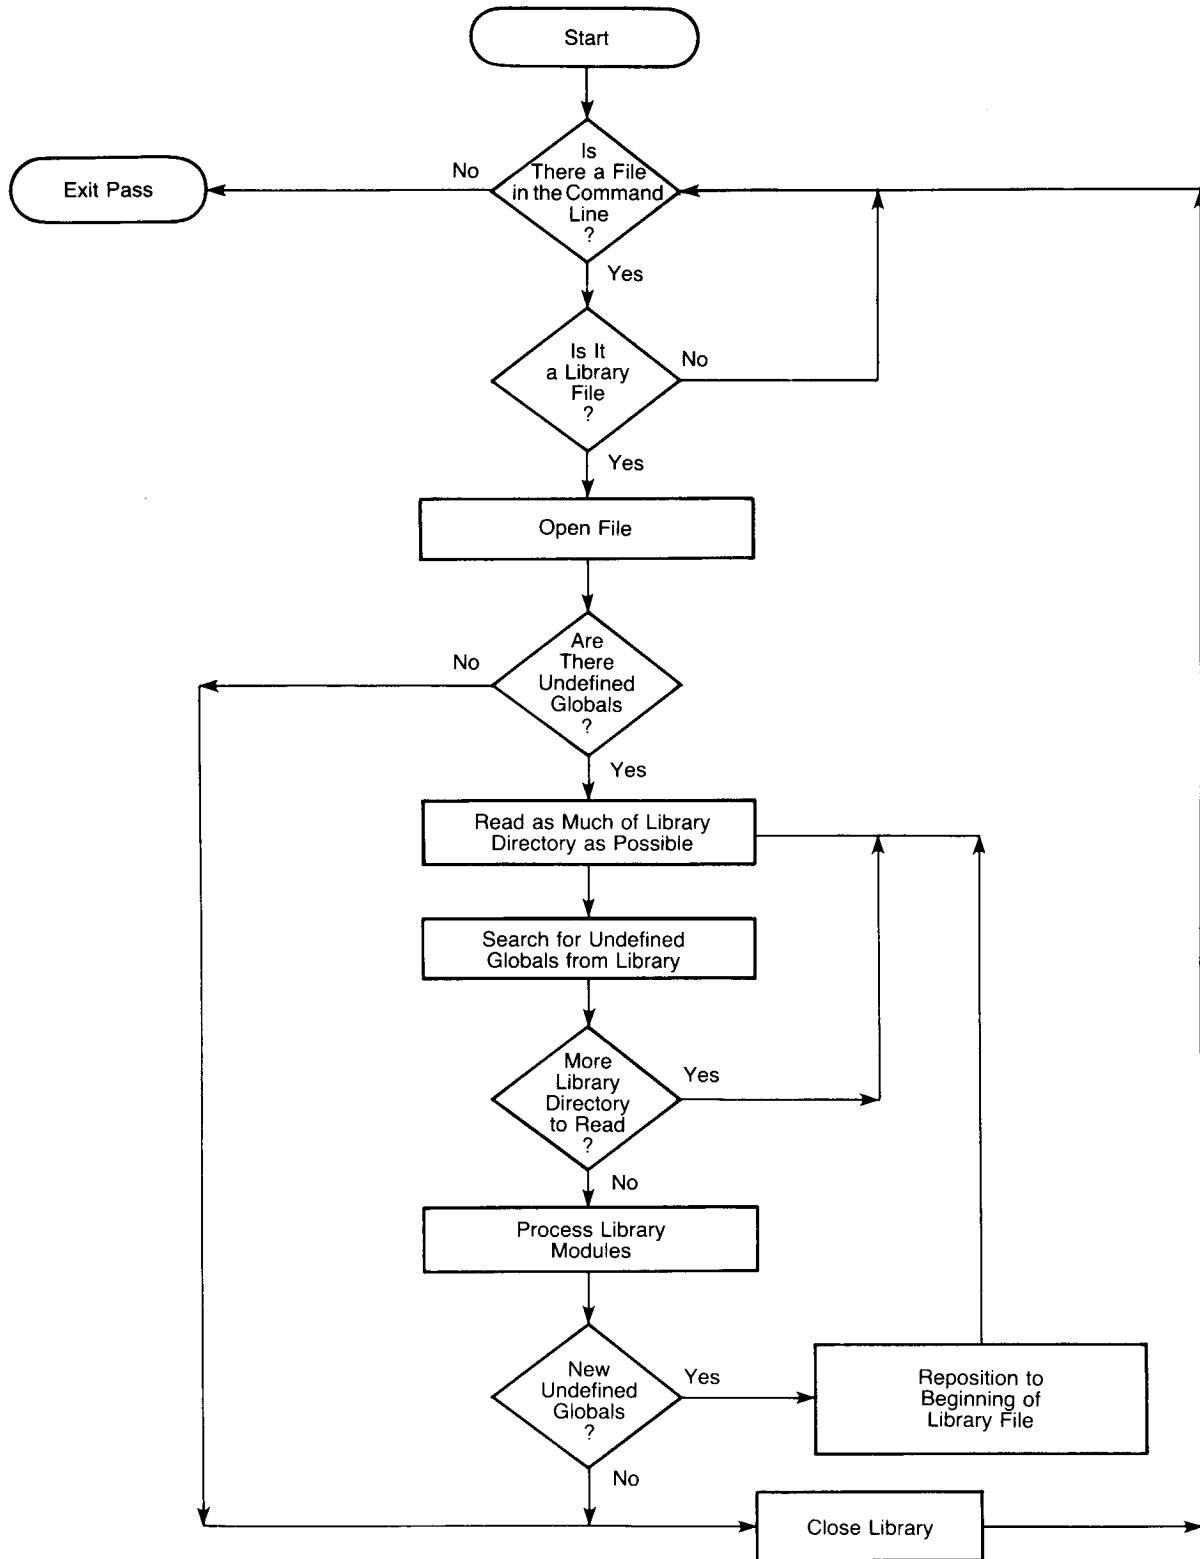 Start
Is
There a File
in the Command
Line
?
No
Exit Pass
Yes
Is It
a Library
File
?
No
Yes
Open File
Are
There
Undefined
Globals
?
No
Yes
Read as Much of Library
Directory as Possible
Search for Undefined
Globals from Library
More
Library
Directory
to Read
?
Yes
No
Process Library
Modules
New
Undefined
Globals
?
Yes
Reposition to
Beginning of
Library File
No
Close Library